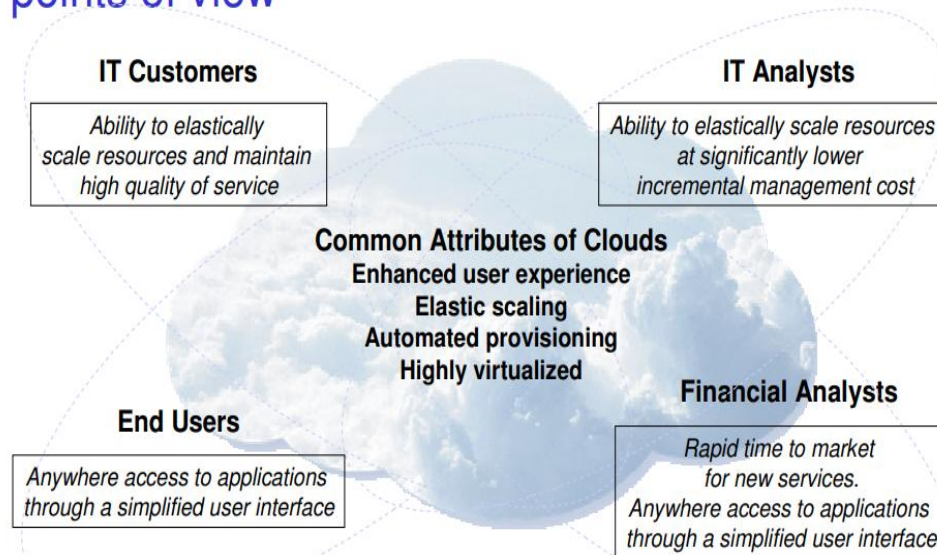 points of view
IT Customers
Ability to elastically
scale resources and maintain
high quality of service
IT Analysts
Ability to elastically scale resources
at significantly lower
incremental management cost
Common Attributes of Clouds
Enhanced user experience
Elastic scaling
Automated provisioning
Highly virtualized
End Users
Anywhere access to applications
through a simplified user interface
Financial Analysts
Rapid time to market
for new services.
Anywhere access to applications
through a simplified user interface